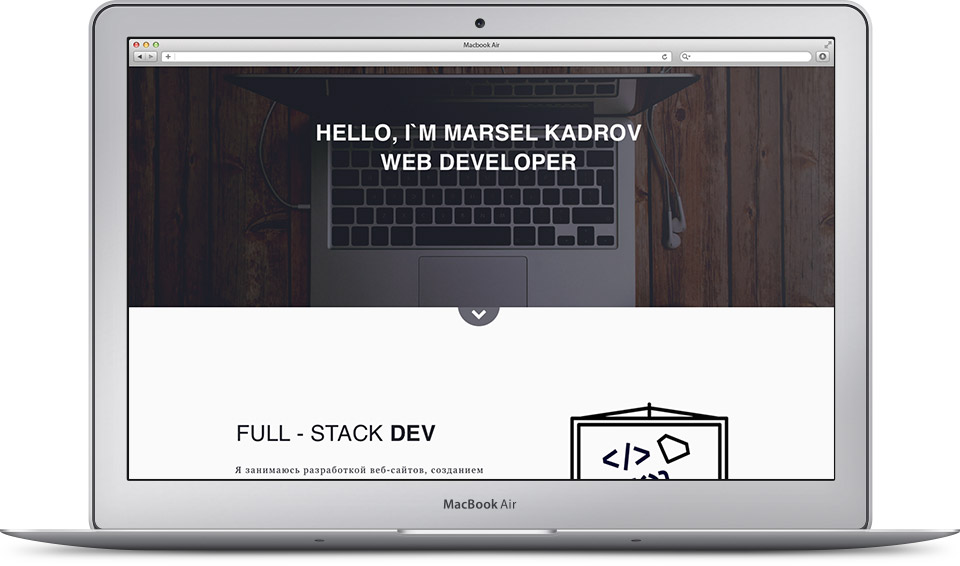 Macbook Air
HELLO, I`M MARSEL KADROV
WEB DEVELOPER
FULL - STACK DEV
</>
Я занимаюсь разработкой веб-сайтов, созданием
MacBook Air